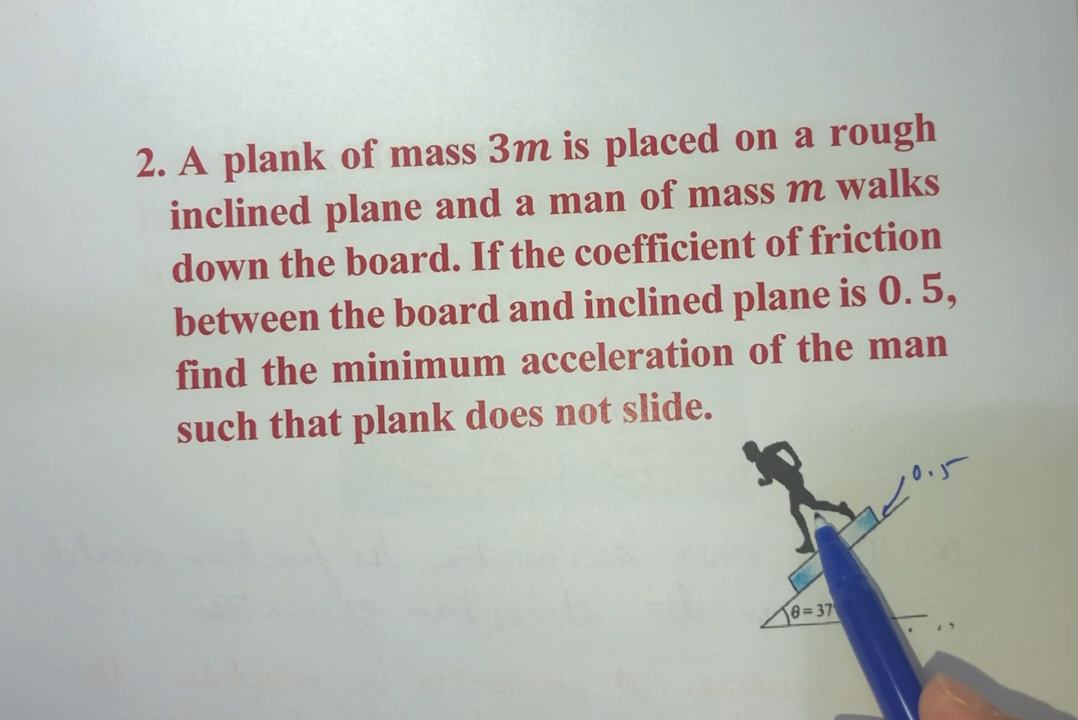 2. A plank of mass 3m is placed on a rough
inclined plane and a man of mass m walks
down the board. If the coefficient of friction
between the board and inclined plane is 0.5,
find the minimum acceleration of the man
such that plank does not slide.
0.5
θ = 37